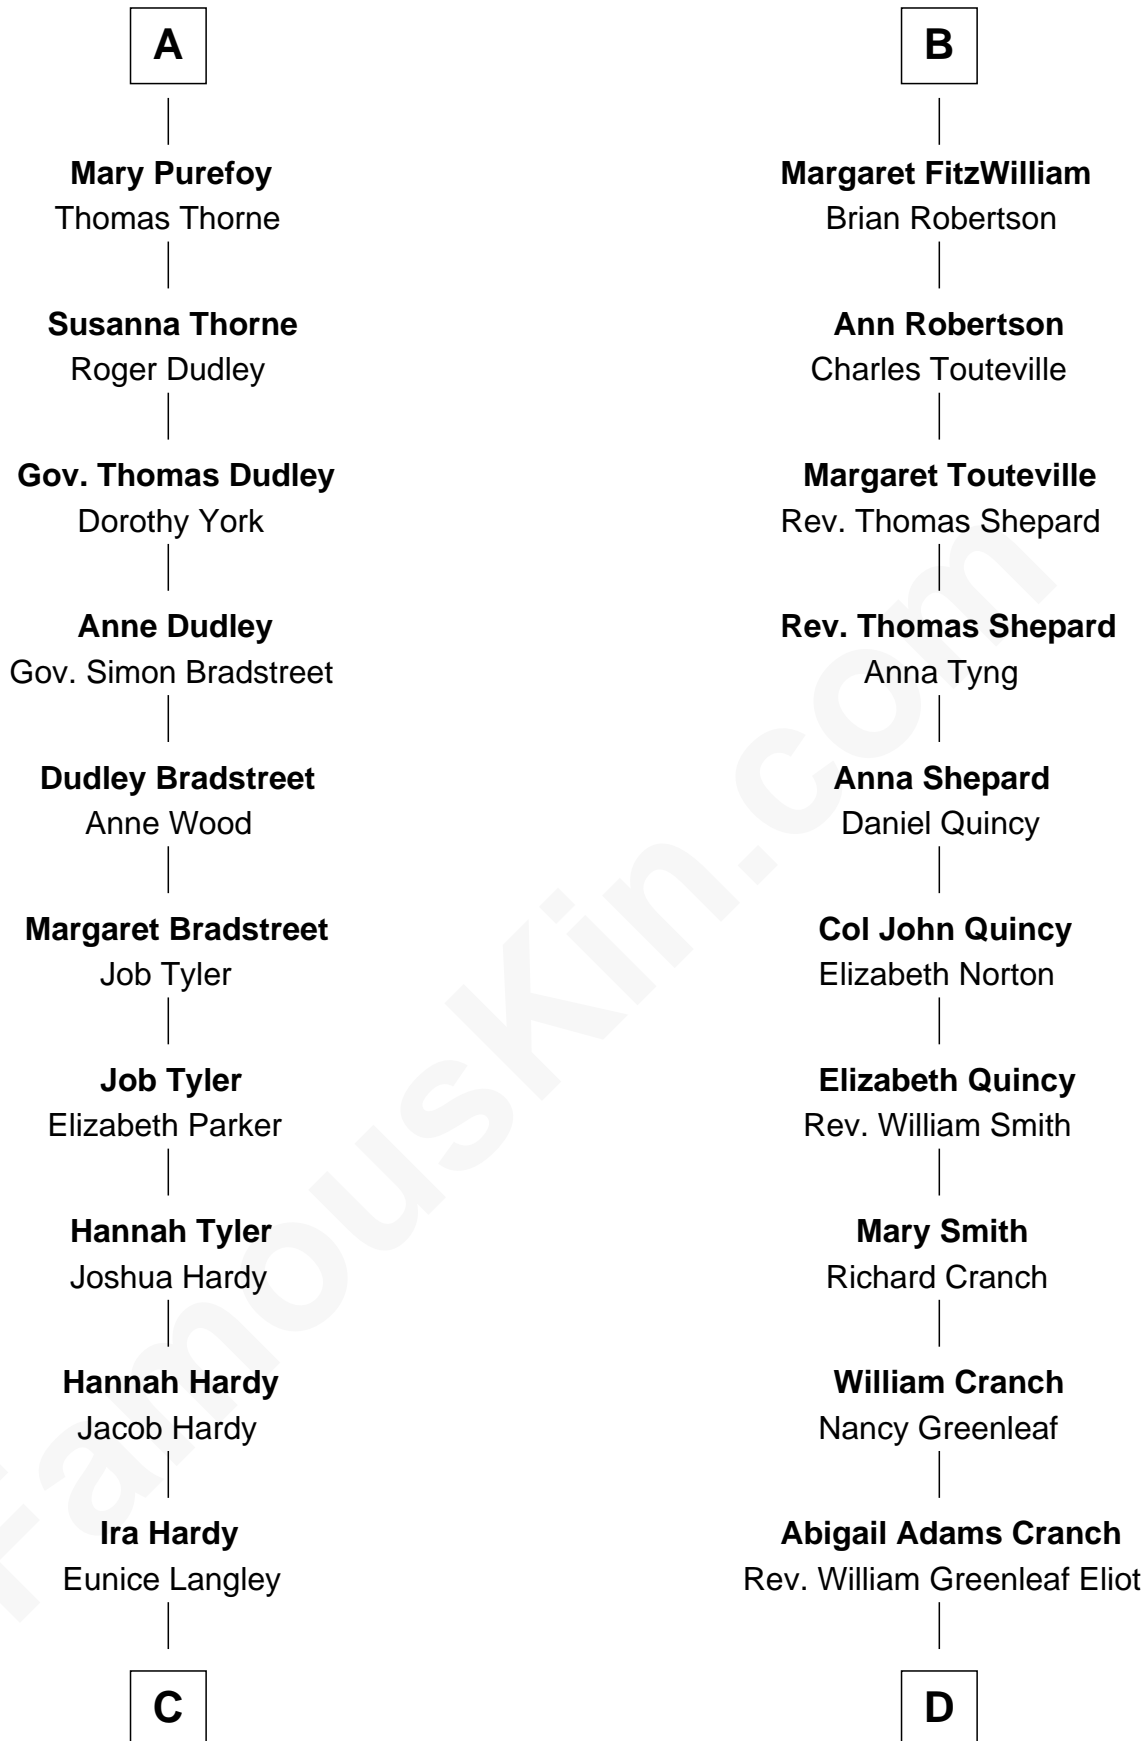 A
Mary Purefoy
Thomas Thorne
Susanna Thorne
Roger Dudley
Gov. Thomas Dudley
Dorothy York
Anne Dudley
Gov. Simon Bradstreet
Dudley Bradstreet
Anne Wood
Margaret Bradstreet
Job Tyler
Job Tyler
Elizabeth Parker
Hannah Tyler
Joshua Hardy
Hannah Hardy
Jacob Hardy
Ira Hardy
Eunice Langley
C
B
Margaret FitzWilliam
Brian Robertson
Ann Robertson
Charles Touteville
Margaret Touteville
Rev. Thomas Shepard
Rev. Thomas Shepard
Anna Tyng
Anna Shepard
Daniel Quincy
Col John Quincy
Elizabeth Norton
Elizabeth Quincy
Rev. William Smith
Mary Smith
Richard Cranch
William Cranch
Nancy Greenleaf
Abigail Adams Cranch
Rev. William Greenleaf Eliot
D
FamousKin.com